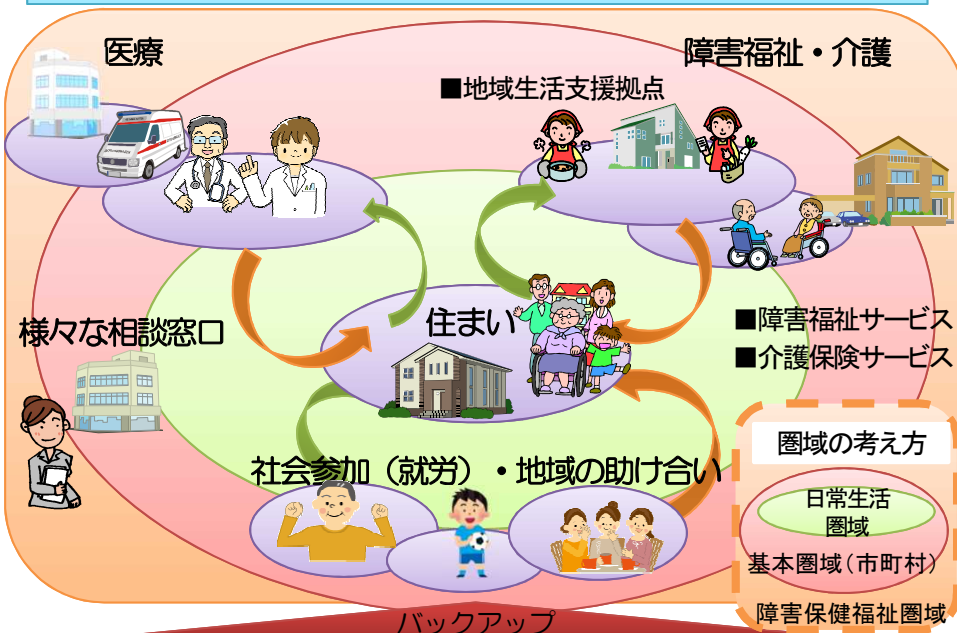 医療
障害福祉・介護
■地域生活支援拠点
様々な相談窓口
住まい
■障害福祉サービス
■介護保険サービス
社会参加（就労）・地域の助け合い
圏域の考え方
日常生活
圏域
基本圏域（市町村）
障害保健福祉圏域
バックアップ